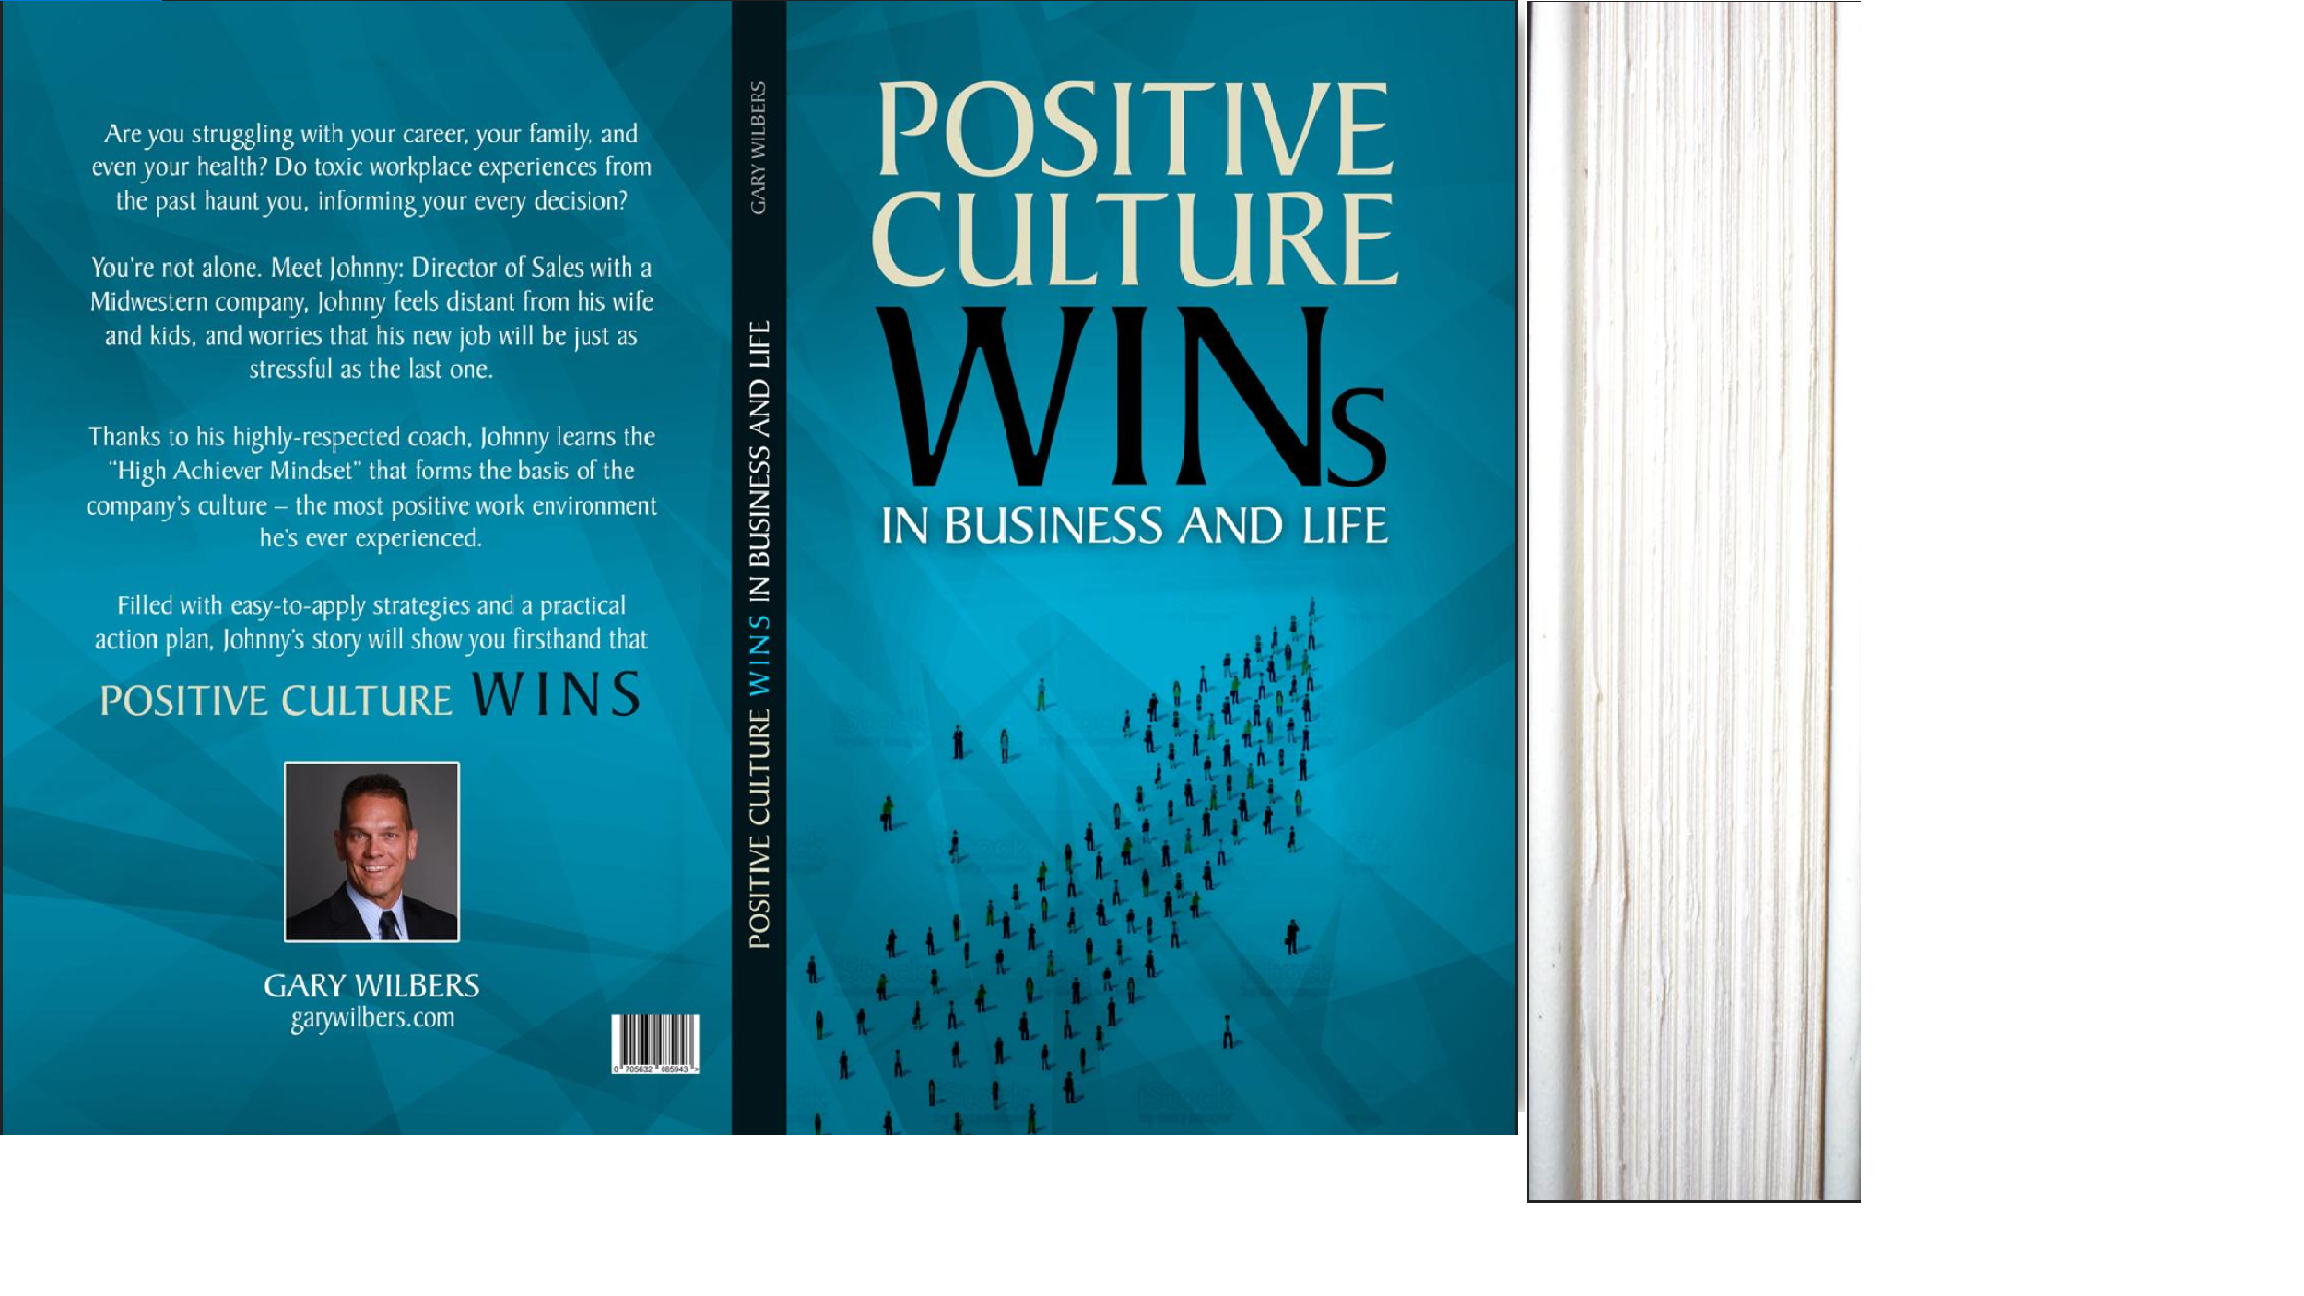 Are you struggling with your career, your family, and
even your health? Do toxic workplace experiences from
the past haunt you, informing your every decision?
You're not alone. Meet Johnny: Director of Sales with a
Midwestern company, Johnny feels distant from his wife
and kids, and worries that his new job will be just as
stressful as the last one.
Thanks to his highly-respected coach, Johnny learns the
“High Achiever Mindset” that forms the basis of the
company's culture – the most positive work environment
he's ever experienced.
Filled with easy-to-apply strategies and a practical
action plan, Johnny's story will show you firsthand that
POSITIVE CULTURE WINS
GARY WILBERS
garywilbers.com
0 705632 085943 >
POSITIVE CULTURE WINS IN BUSINESS AND LIFE
GARY WILBERS
POSITIVE
CULTURE
WINs
IN BUSINESS AND LIFE
iStock